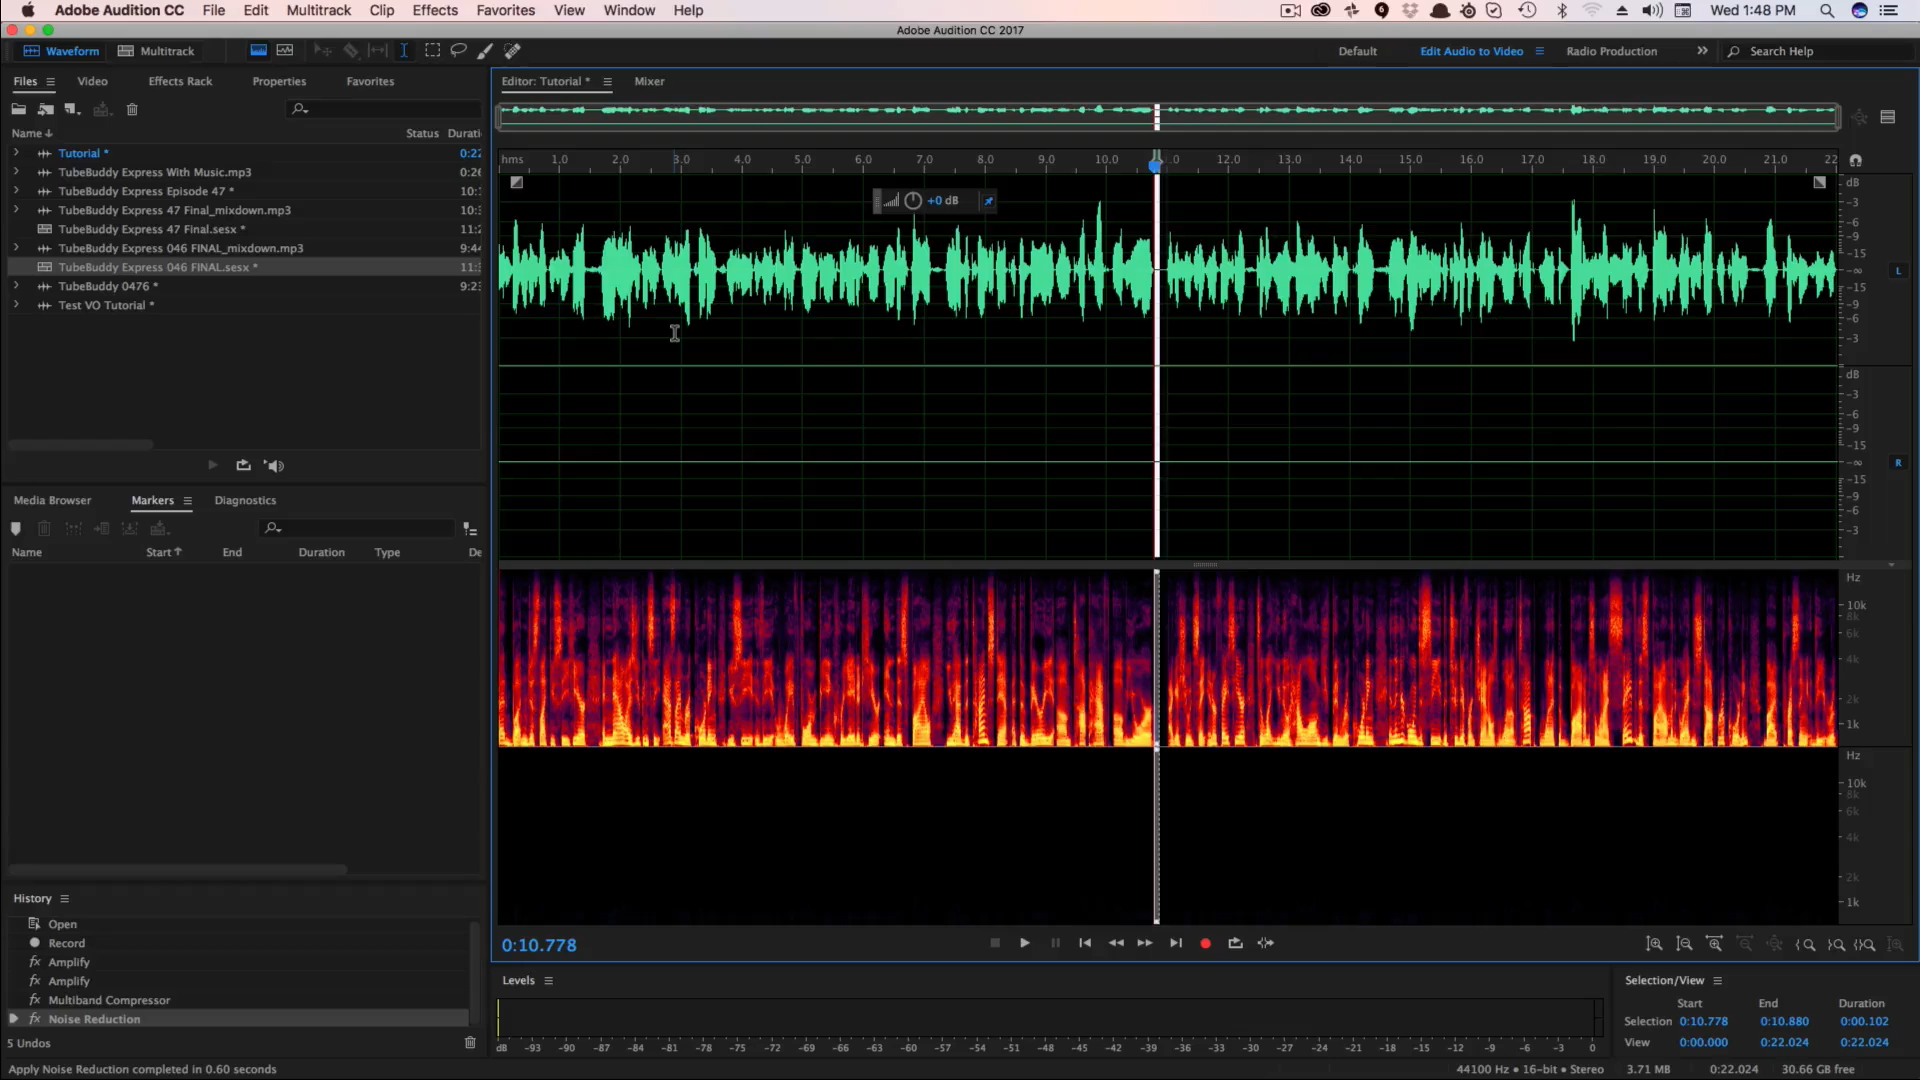 Adobe Audition CC File Edit Multitrack Clip Effects Favorites View Window Help
Wed 1:48 PM
Adobe Audition CC 2017
Waveform Multitrack
Default Edit Audio to Video Radio Production Search Help
Files Video Effects Rack Properties Favorites
Editor: Tutorial * Mixer
Name Status Durati
Tutorial * 0:22
TubeBuddy Express With Music.mp3 0:26
TubeBuddy Express Episode 47 *
TubeBuddy Express 47 Final_mixdown.mp3
TubeBuddy Express 47 Final.sesx *
TubeBuddy Express 046 FINAL_mixdown.mp3 9:44
TubeBuddy Express 046 FINAL.sesx *
TubeBuddy 0476 * 9:23
Test VO Tutorial *
hms 1.0 2.0 3.0 4.0 5.0 6.0 7.0 8.0 9.0 10.0 1.0 12.0 13.0 14.0 15.0 16.0 17.0 18.0 19.0 20.0 21.0 22
+0 dB
dB
-3
-6
-9
-15
-∞
L
-15
-9
-6
-3
dB
-3
-6
-9
-15
-∞
R
-15
-9
-6
-3
Hz
10k
8k
6k
4k
2k
1k
Hz
10k
8k
6k
4k
2k
1k
Media Browser Markers Diagnostics
Name Start End Duration Type De
History
Open
Record
Amplify
Amplify
Multiband Compressor
Noise Reduction
5 Undos
0:10.778
Levels
dB -93 -90 -87 -84 -81 -78 -75 -72 -69 -66 -63 -60 -57 -54 -51 -48 -45 -42 -39 -36 -33 -30 -27 -24 -21 -18 -15 -12 -9 -6 -3 0
Selection/View
Start End Duration
Selection 0:10.778 0:10.880 0:00.102
View 0:00.000 0:22.024 0:22.024
Apply Noise Reduction completed in 0.60 seconds
44100 Hz • 16-bit • Stereo 3.71 MB 0:22.024 30.66 GB free